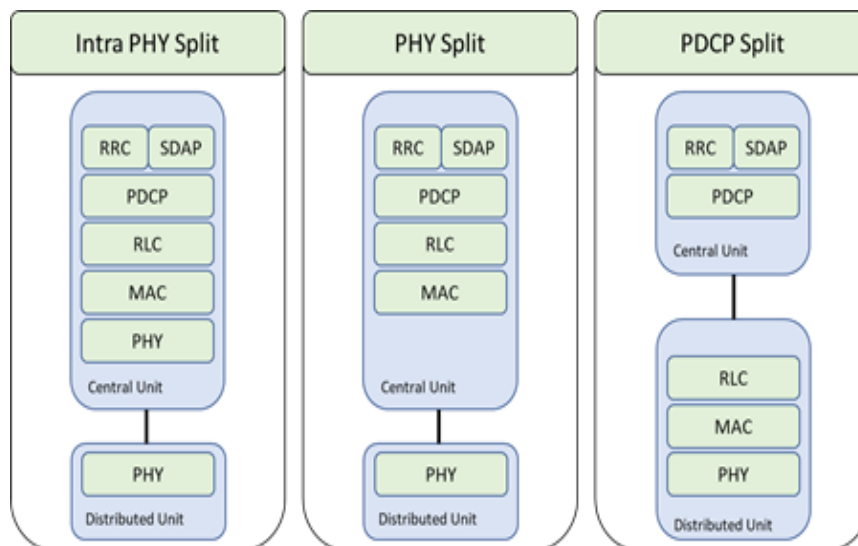 Intra PHY Split
RRC SDAP
PDCP
RLC
MAC
PHY
Central Unit
PHY
Distributed Unit
PHY Split
RRC SDAP
PDCP
RLC
MAC
Central Unit
PHY
Distributed Unit
PDCP Split
RRC SDAP
PDCP
Central Unit
RLC
MAC
PHY
Distributed Unit